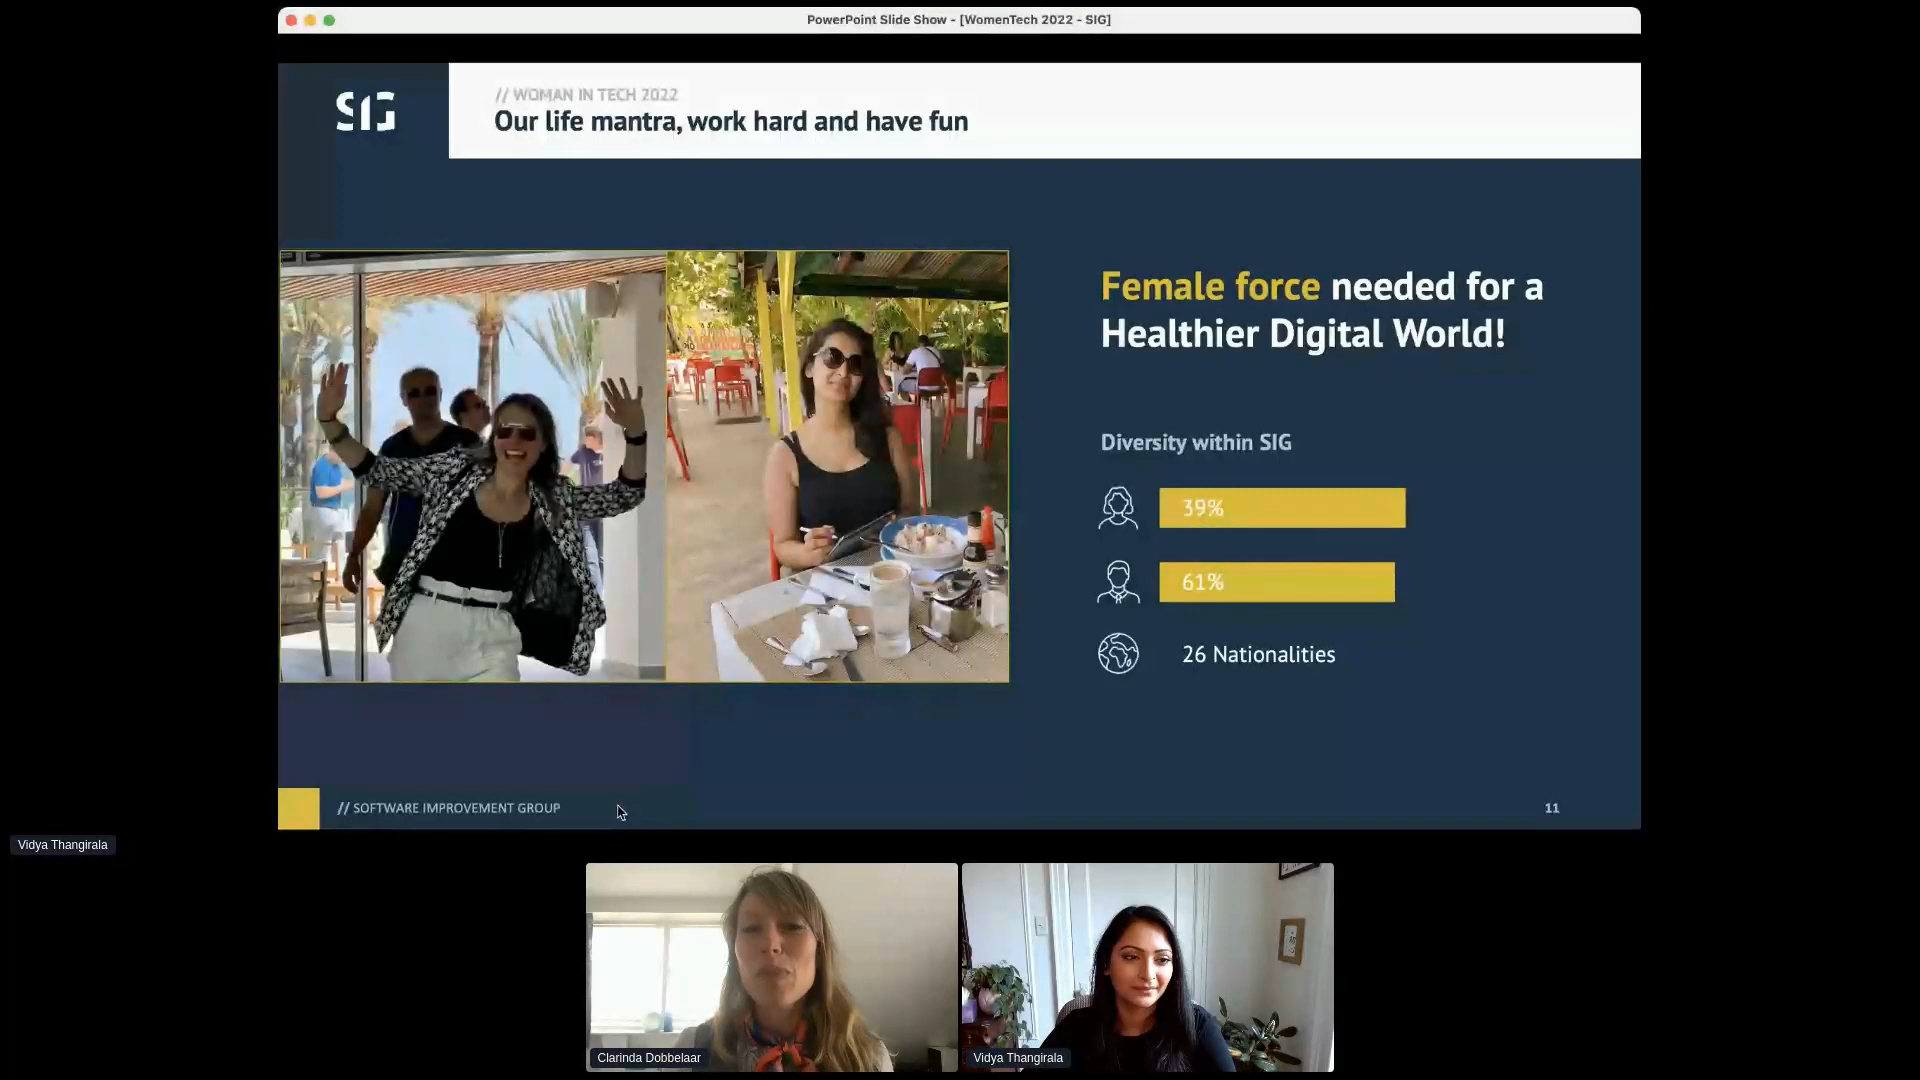 PowerPoint Slide Show - [WomenTech 2022 - SIG]
SIG
// WOMAN IN TECH 2022
Our life mantra, work hard and have fun
Female force needed for a
Healthier Digital World!
Diversity within SIG
39%
61%
26 Nationalities
// SOFTWARE IMPROVEMENT GROUP
11
Vidya Thangirala
Clarinda Dobbelaar
Vidya Thangirala